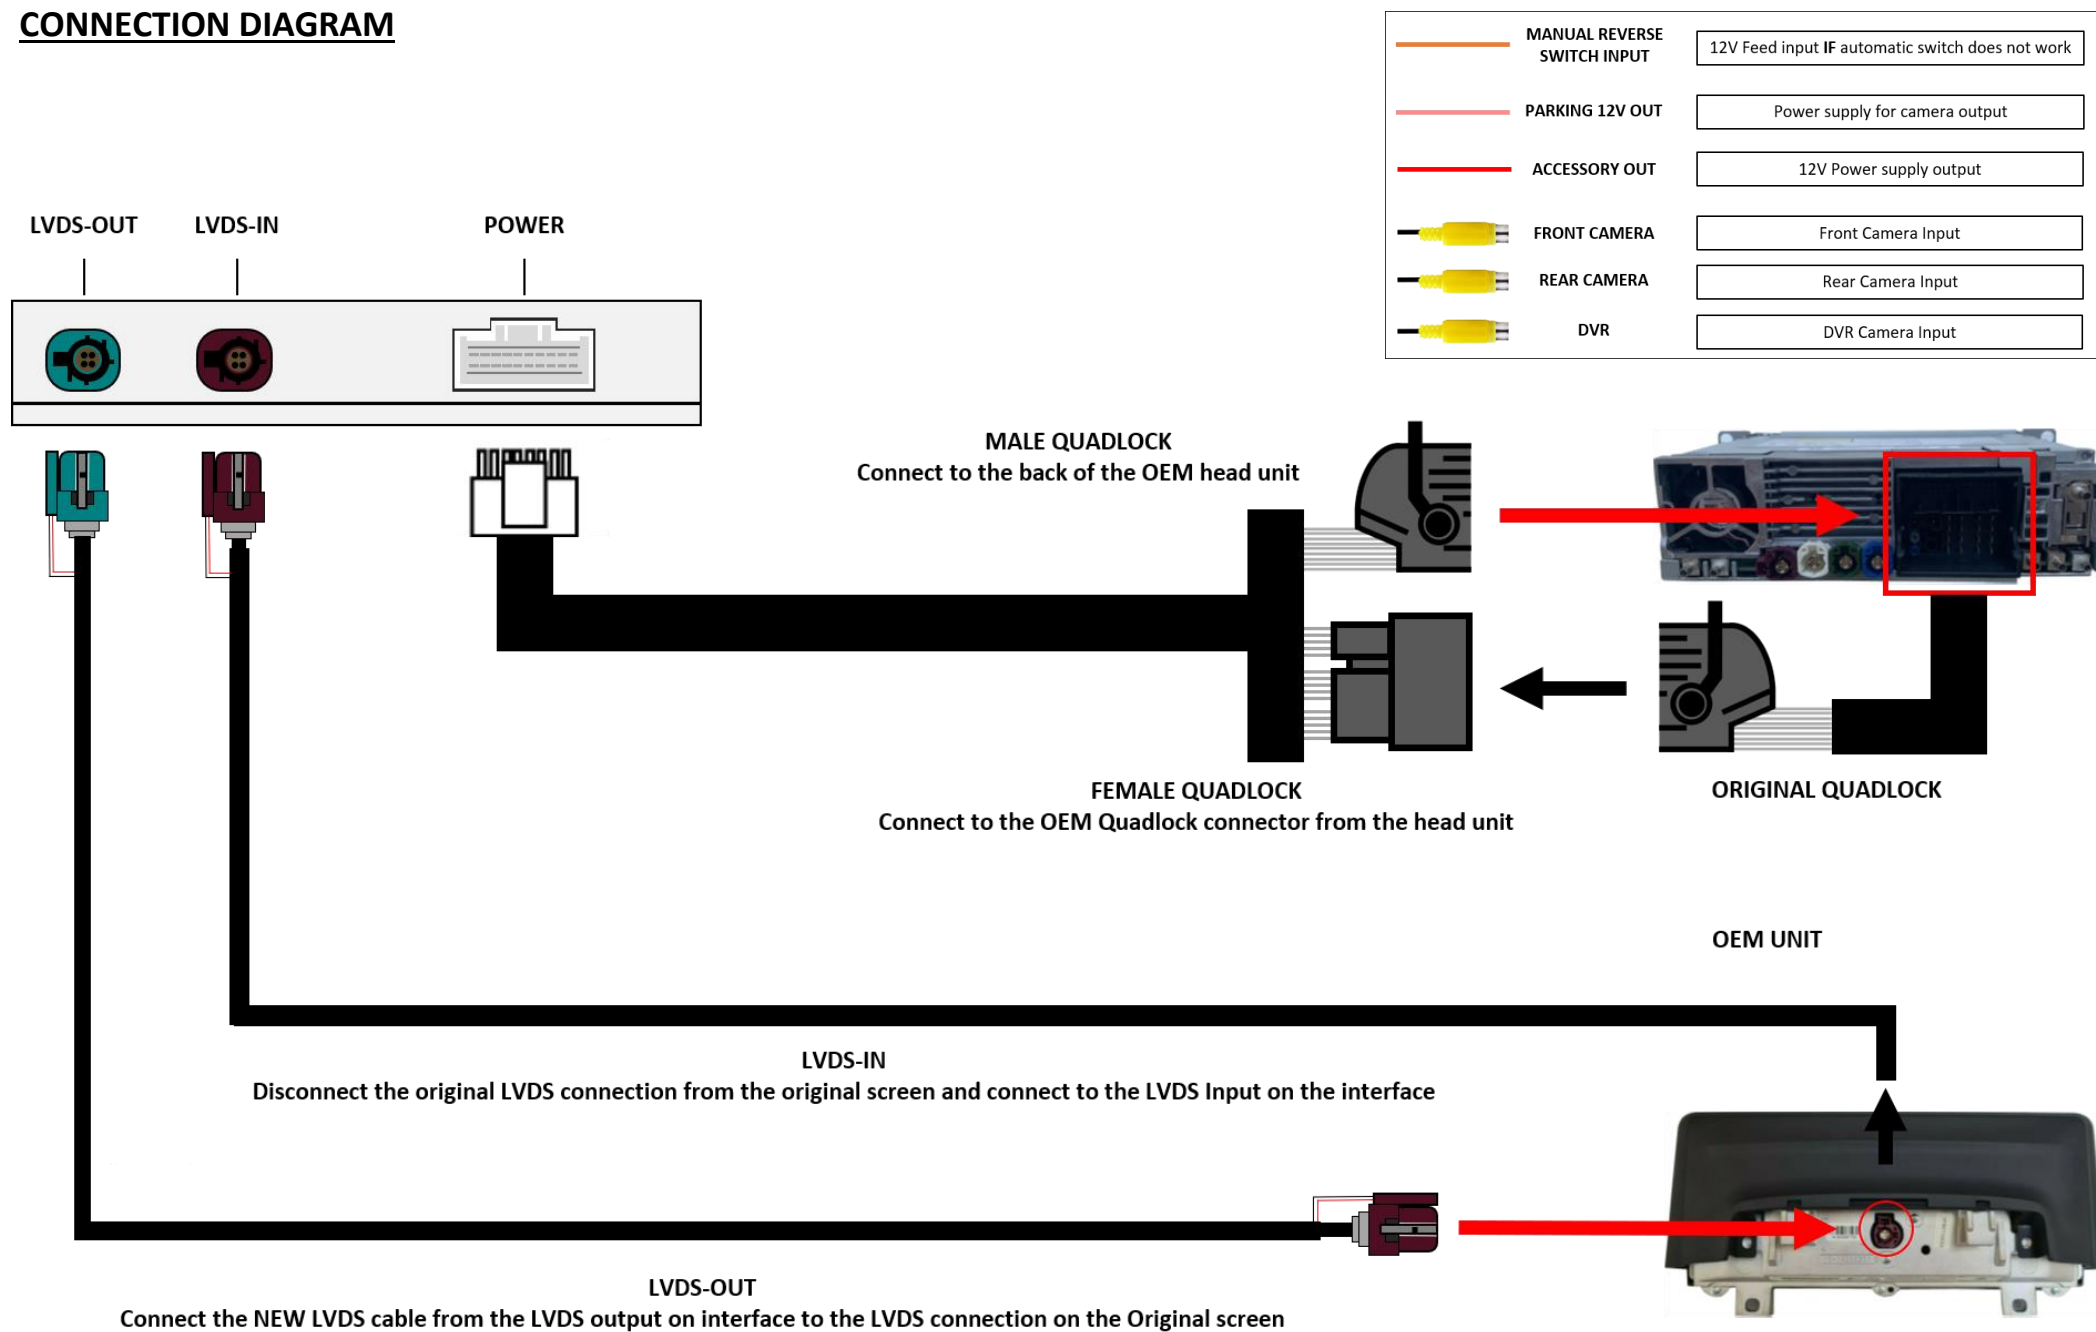 CONNECTION DIAGRAM
MANUAL REVERSE
SWITCH INPUT
12V Feed input IF automatic switch does not work
PARKING 12V OUT
Power supply for camera output
ACCESSORY OUT
12V Power supply output
FRONT CAMERA
Front Camera Input
REAR CAMERA
Rear Camera Input
DVR
DVR Camera Input
LVDS-OUT
LVDS-IN
POWER
MALE QUADLOCK
Connect to the back of the OEM head unit
FEMALE QUADLOCK
Connect to the OEM Quadlock connector from the head unit
ORIGINAL QUADLOCK
OEM UNIT
LVDS-IN
Disconnect the original LVDS connection from the original screen and connect to the LVDS Input on the interface
LVDS-OUT
Connect the NEW LVDS cable from the LVDS output on interface to the LVDS connection on the Original screen